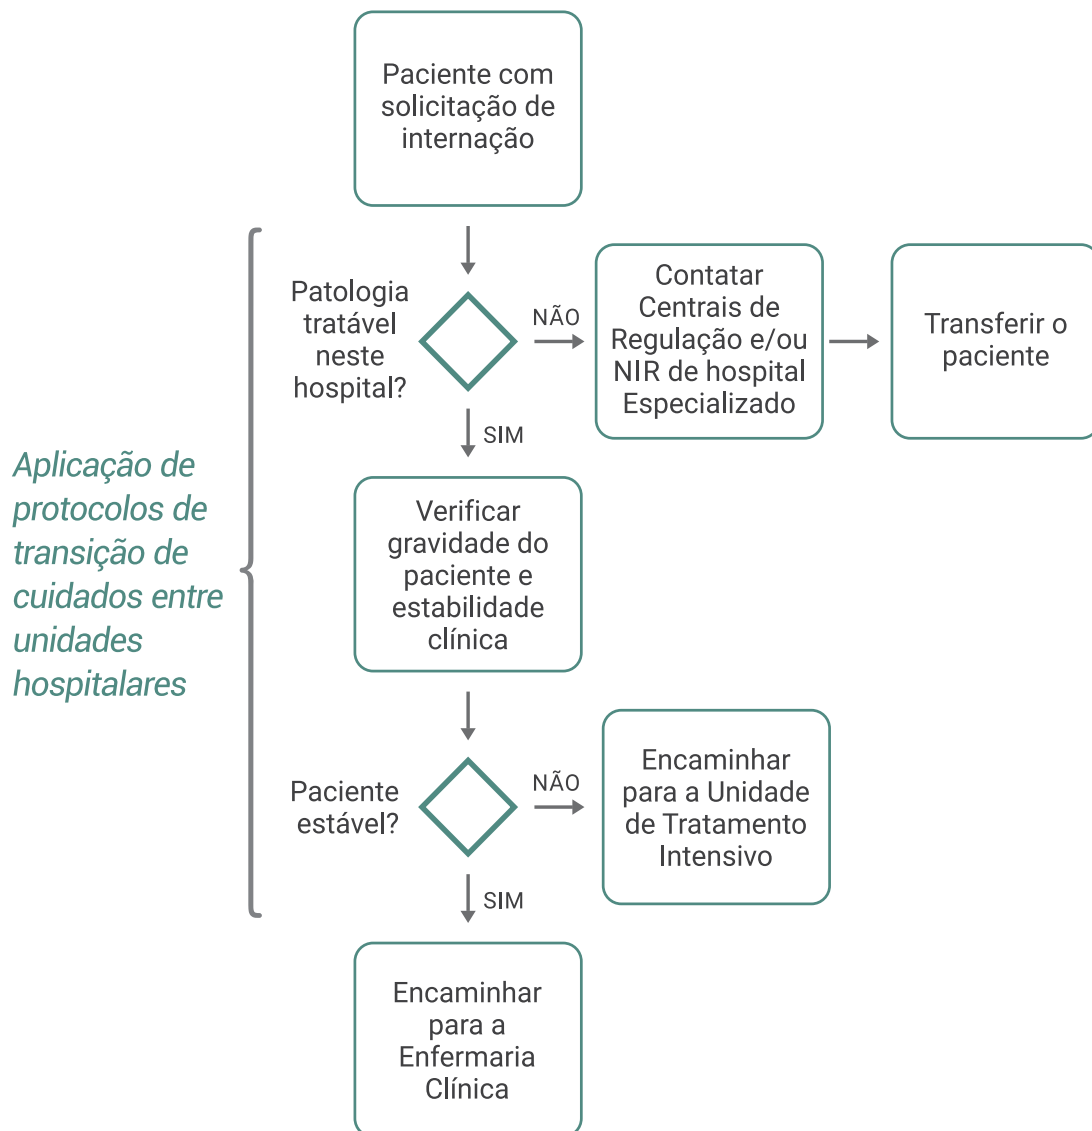 Paciente com
solicitação de
internação
Patologia
tratável
neste
hospital?
NÃO
Contatar
Centrais de
Regulação e/ou
NIR de hospital
Especializado
Transferir o
paciente
SIM
Aplicação de
protocolos de
transição de
cuidados entre
unidades
hospitalares
Verificar
gravidade do
paciente e
estabilidade
clínica
Paciente
estável?
NÃO
Encaminhar
para a Unidade
de Tratamento
Intensivo
SIM
Encaminhar
para a
Enfermaria
Clínica